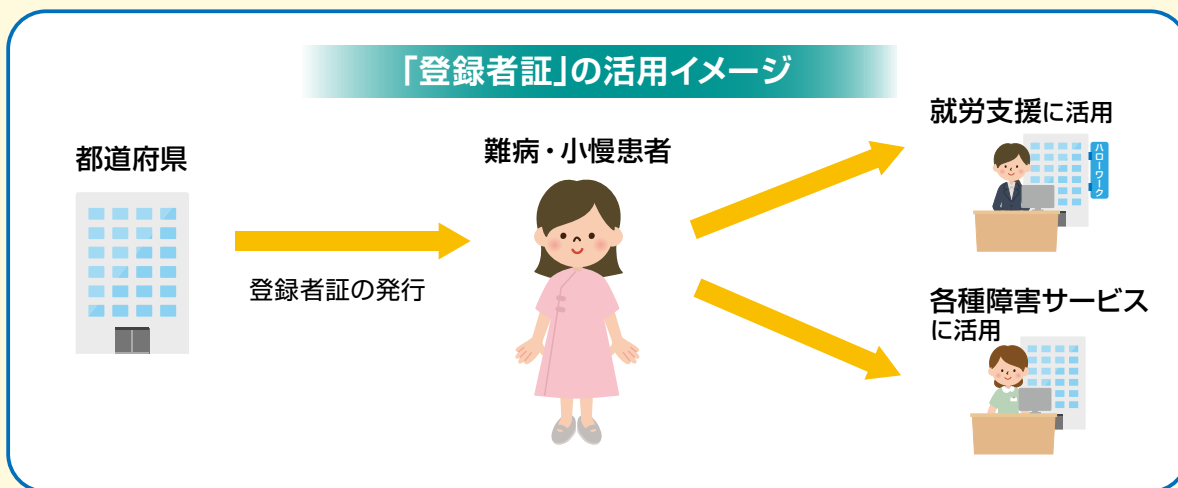 「登録者証」の活用イメージ
都道府県
登録者証の発行
難病・小慢患者
就労支援に活用
ハローワーク
各種障害サービス
に活用